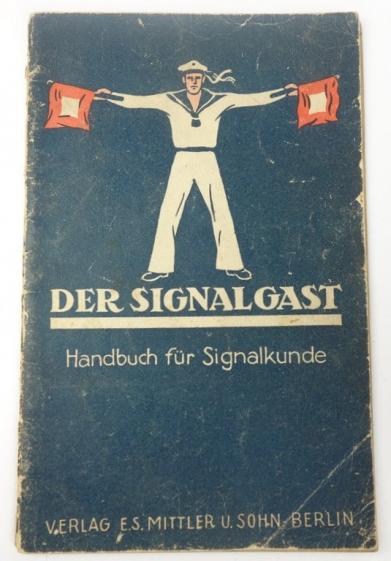 DER SIGNALGAST
Handbuch für Signalkunde
VERLAG E.S. MITTLER U. SOHN - BERLIN